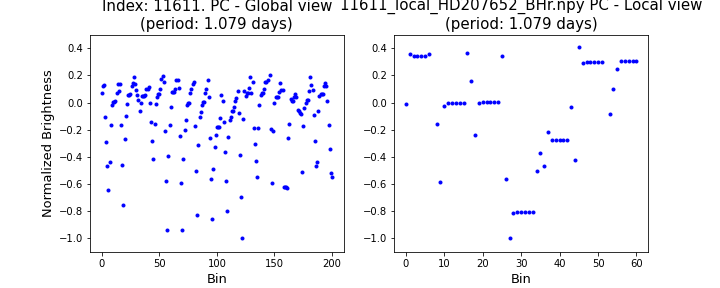 Index: 11611. PC - Global view
(period: 1.079 days)
11611_local_HD207652_BHr.npy PC - Local view
(period: 1.079 days)
Normalized Brightness
0.4
0.2
0.0
−0.2
−0.4
−0.6
−0.8
−1.0
0 50 100 150 200
Bin
0.4
0.2
0.0
−0.2
−0.4
−0.6
−0.8
−1.0
0 10 20 30 40 50 60
Bin